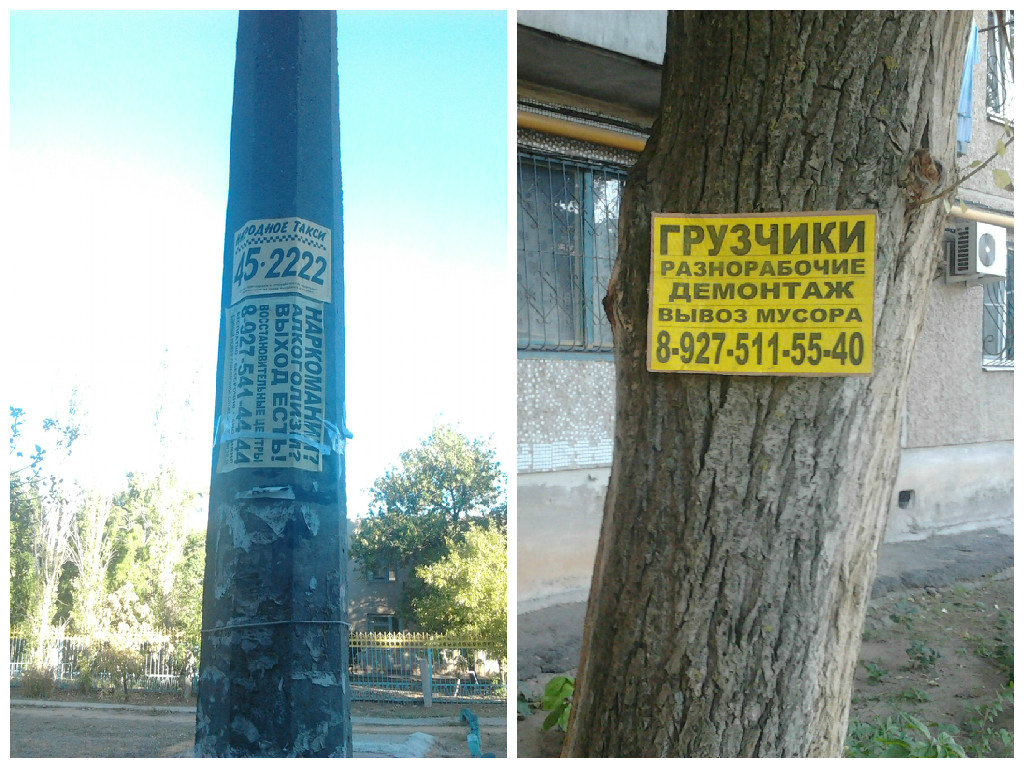 НАРОДНОЕ ТАКСИ
45-2222
НАРКОМАНИЯ?
АЛКОГОЛИЗМ?
ВЫХОД ЕСТЬ!
ВОССТАНОВИТЕЛЬНЫЕ ЦЕНТРЫ
8-927-541-44-44
ГРУЗЧИКИ
РАЗНОРАБОЧИЕ
ДЕМОНТАЖ
ВЫВОЗ МУСОРА
8-927-511-55-40